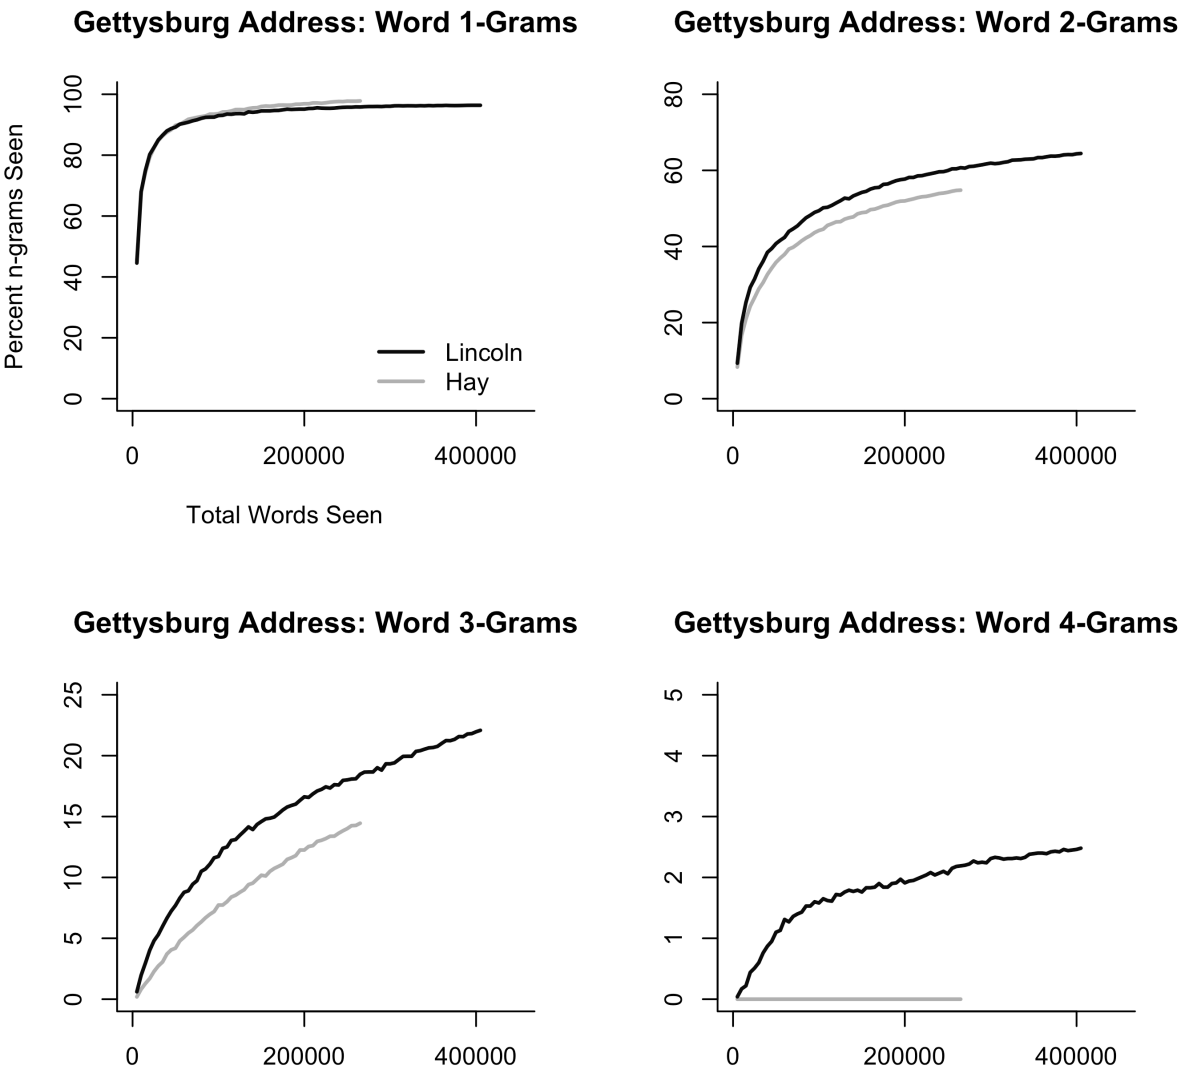 Gettysburg Address: Word 1-Grams
Percent n-grams Seen
100
80
60
40
20
0
Lincoln
Hay
0 200000 400000
Total Words Seen
Gettysburg Address: Word 2-Grams
80
60
40
20
0
0 200000 400000
Gettysburg Address: Word 3-Grams
25
20
15
10
5
0
0 200000 400000
Gettysburg Address: Word 4-Grams
5
4
3
2
1
0
0 200000 400000